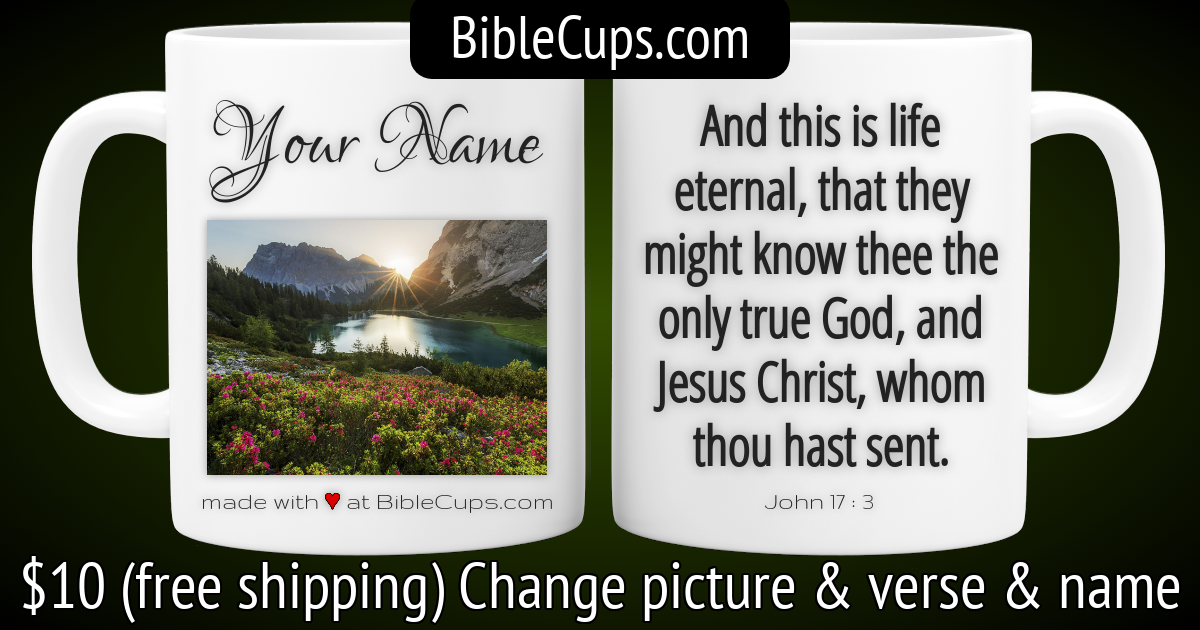 BibleCups.com
Your Name
made with ♥ at BibleCups.com
And this is life
eternal, that they
might know thee the
only true God, and
Jesus Christ, whom
thou hast sent.
John 17 : 3
$10 (free shipping) Change picture & verse & name